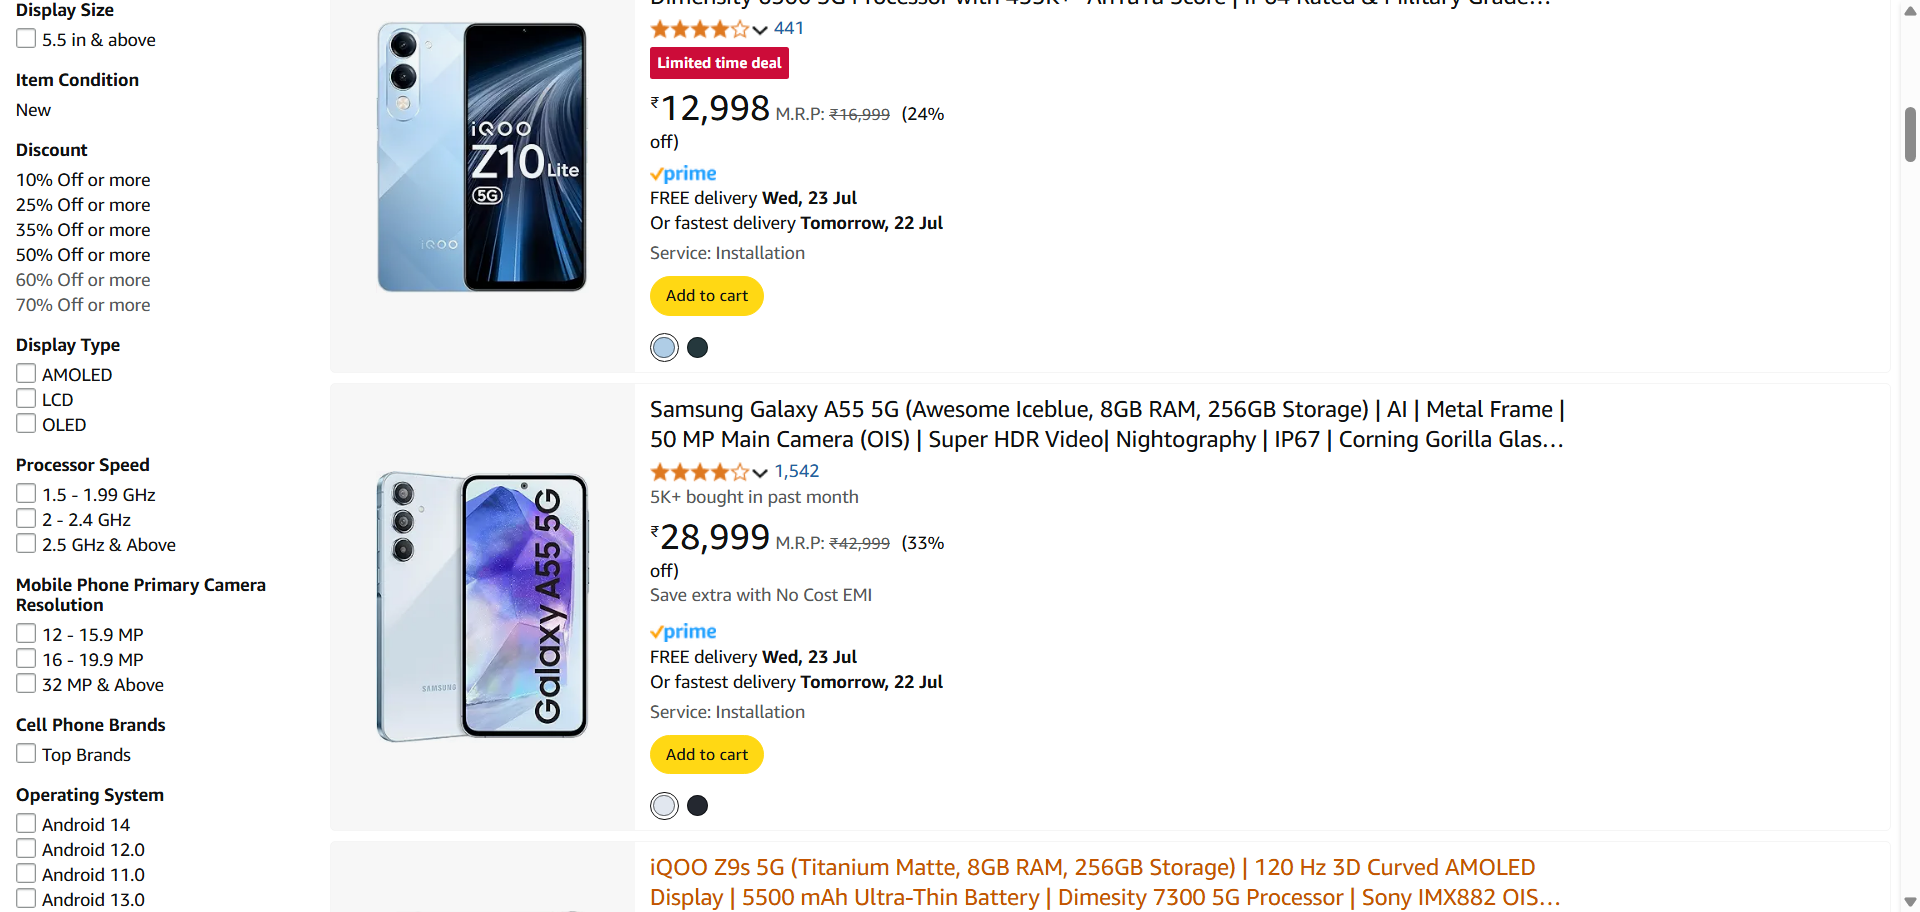 Display Size
5.5 in & above
Item Condition
New
Discount
10% Off or more
25% Off or more
35% Off or more
50% Off or more
60% Off or more
70% Off or more
Display Type
AMOLED
LCD
OLED
Processor Speed
1.5 - 1.99 GHz
2 - 2.4 GHz
2.5 GHz & Above
Mobile Phone Primary Camera
Resolution
12 - 15.9 MP
16 - 19.9 MP
32 MP & Above
Cell Phone Brands
Top Brands
Operating System
Android 14
Android 12.0
Android 11.0
Android 13.0
iQOO
Z10 Lite
5G
iQOO
441
Limited time deal
₹12,998 M.R.P: ₹16,999 (24%
off)
prime
FREE delivery Wed, 23 Jul
Or fastest delivery Tomorrow, 22 Jul
Service: Installation
Add to cart
SAMSUNG
Galaxy A55 5G
Samsung Galaxy A55 5G (Awesome Iceblue, 8GB RAM, 256GB Storage) | AI | Metal Frame |
50 MP Main Camera (OIS) | Super HDR Video| Nightography | IP67 | Corning Gorilla Glas…
1,542
5K+ bought in past month
₹28,999 M.R.P: ₹42,999 (33%
off)
Save extra with No Cost EMI
prime
FREE delivery Wed, 23 Jul
Or fastest delivery Tomorrow, 22 Jul
Service: Installation
Add to cart
iQOO Z9s 5G (Titanium Matte, 8GB RAM, 256GB Storage) | 120 Hz 3D Curved AMOLED
Display | 5500 mAh Ultra-Thin Battery | Dimesity 7300 5G Processor | Sony IMX882 OIS…